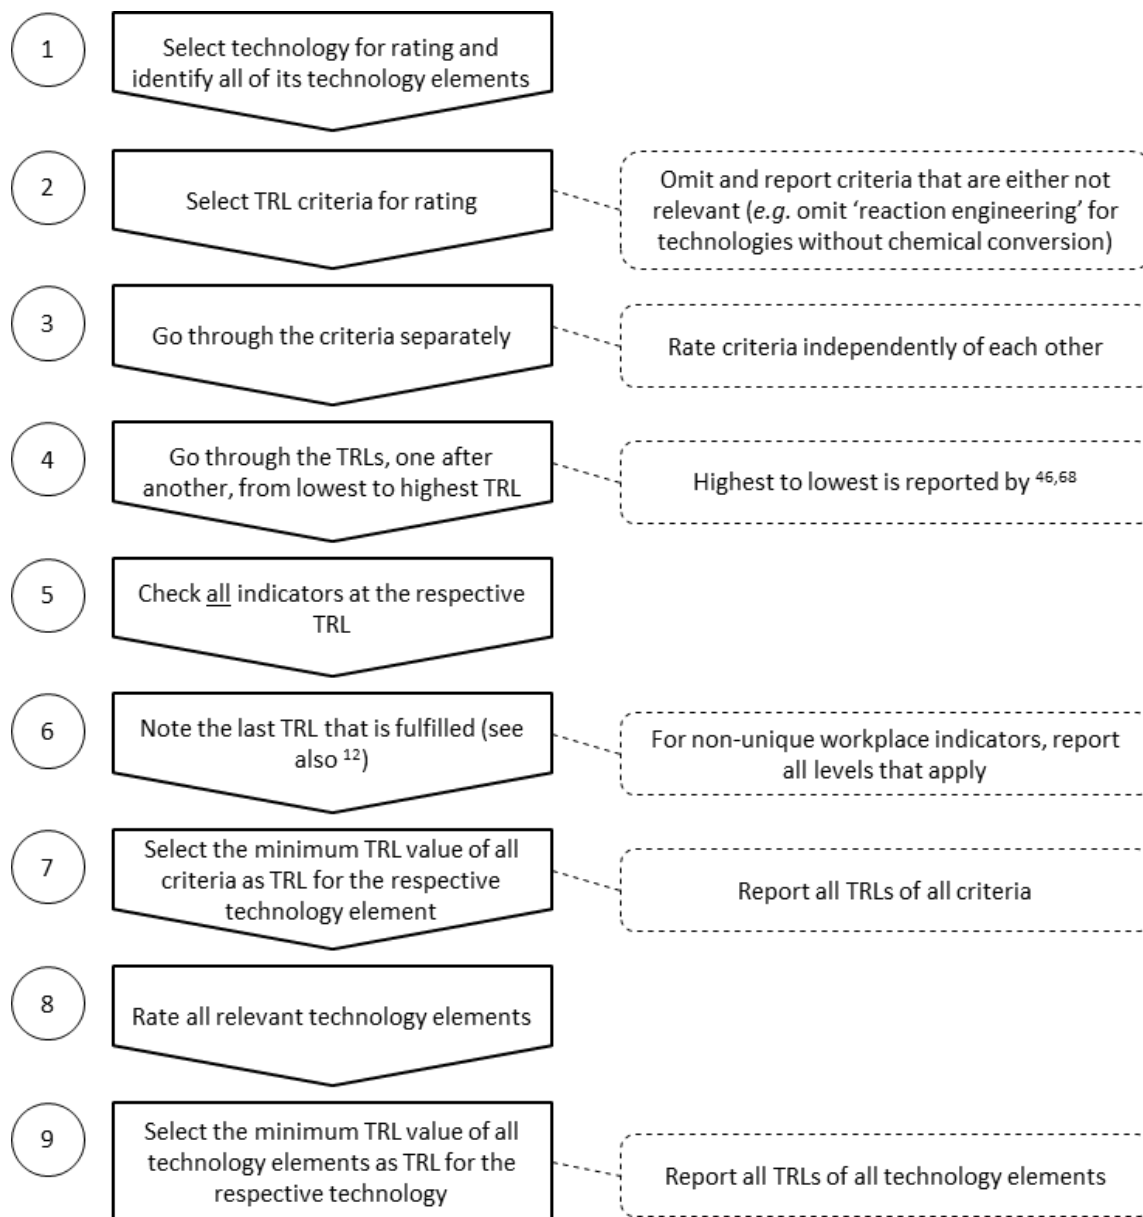 1
Select technology for rating and
identify all of its technology elements
2
Select TRL criteria for rating
Omit and report criteria that are either not
relevant (e.g. omit ‘reaction engineering’ for
technologies without chemical conversion)
3
Go through the criteria separately
Rate criteria independently of each other
4
Go through the TRLs, one after
another, from lowest to highest TRL
Highest to lowest is reported by 46,68
5
Check all indicators at the respective
TRL
6
Note the last TRL that is fulfilled (see
also 12)
For non-unique workplace indicators, report
all levels that apply
7
Select the minimum TRL value of all
criteria as TRL for the respective
technology element
Report all TRLs of all criteria
8
Rate all relevant technology elements
9
Select the minimum TRL value of all
technology elements as TRL for the
respective technology
Report all TRLs of all technology elements